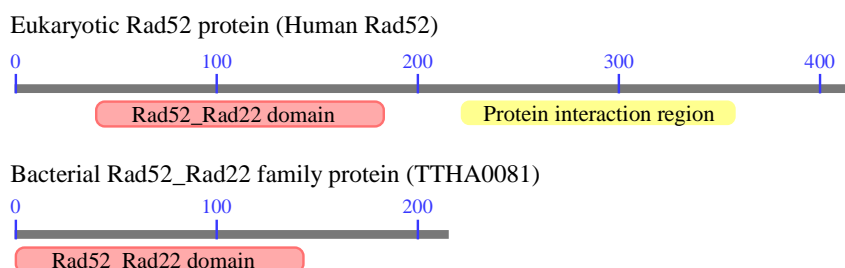 Eukaryotic Rad52 protein (Human Rad52)
0 100 200 300 400
Rad52_Rad22 domain Protein interaction region
Bacterial Rad52_Rad22 family protein (TTHA0081)
0 100 200
Rad52_Rad22 domain